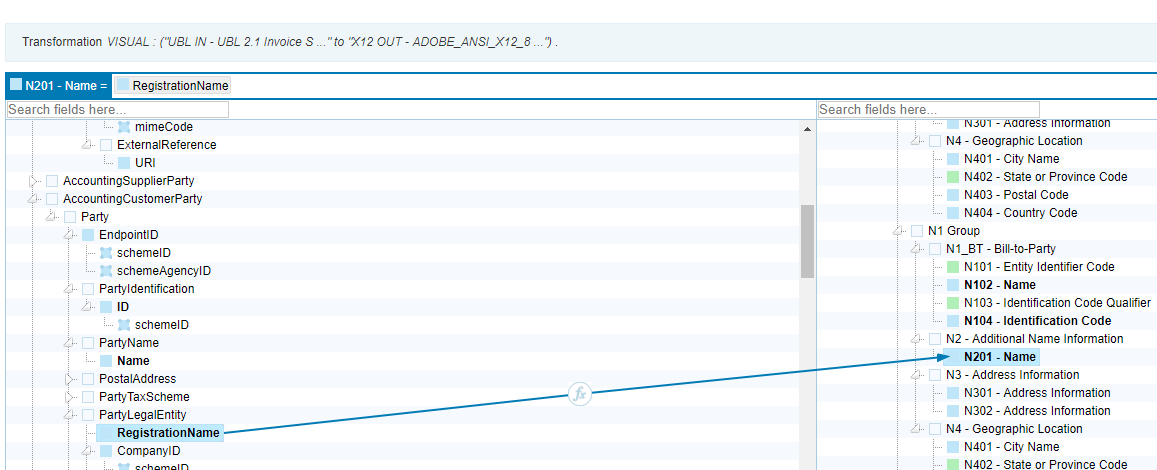 Transformation VISUAL : ("UBL IN - UBL 2.1 Invoice S ..." to "X12 OUT - ADOBE_ANSI_X12_8 ...") .
N201 - Name = RegistrationName
Search fields here...
mimeCode
ExternalReference
URI
AccountingSupplierParty
AccountingCustomerParty
Party
EndpointID
schemeID
schemeAgencyID
PartyIdentification
ID
schemeID
PartyName
Name
PostalAddress
PartyTaxScheme
PartyLegalEntity
RegistrationName
CompanyID
schemeID
fx
Search fields here...
N301 - Address Information
N4 - Geographic Location
N401 - City Name
N402 - State or Province Code
N403 - Postal Code
N404 - Country Code
N1 Group
N1_BT - Bill-to-Party
N101 - Entity Identifier Code
N102 - Name
N103 - Identification Code Qualifier
N104 - Identification Code
N2 - Additional Name Information
N201 - Name
N3 - Address Information
N301 - Address Information
N302 - Address Information
N4 - Geographic Location
N401 - City Name
N402 - State or Province Code